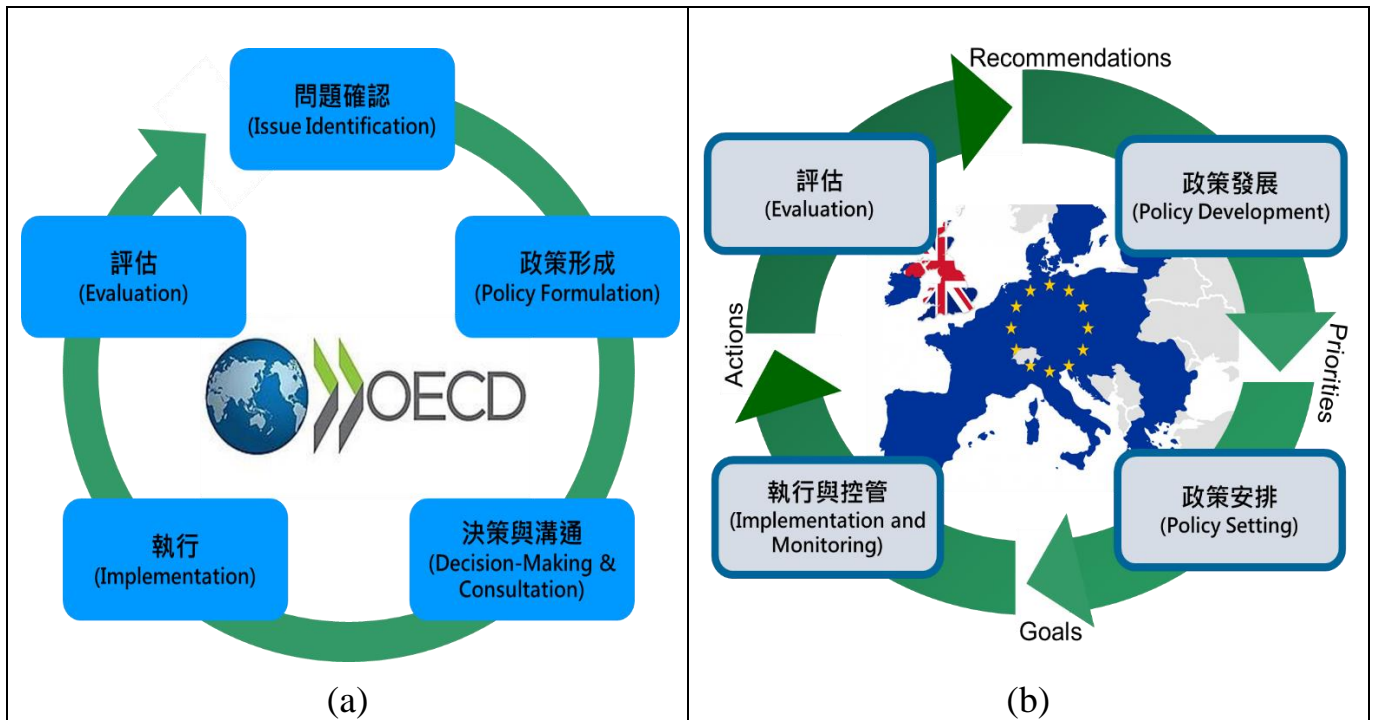 問題確認
(Issue Identification)
政策形成
(Policy Formulation)
決策與溝通
(Decision-Making &
Consultation)
執行
(Implementation)
評估
(Evaluation)
OECD
(a)
Recommendations
政策發展
(Policy Development)
Priorities
政策安排
(Policy Setting)
Goals
執行與控管
(Implementation and
Monitoring)
Actions
評估
(Evaluation)
(b)